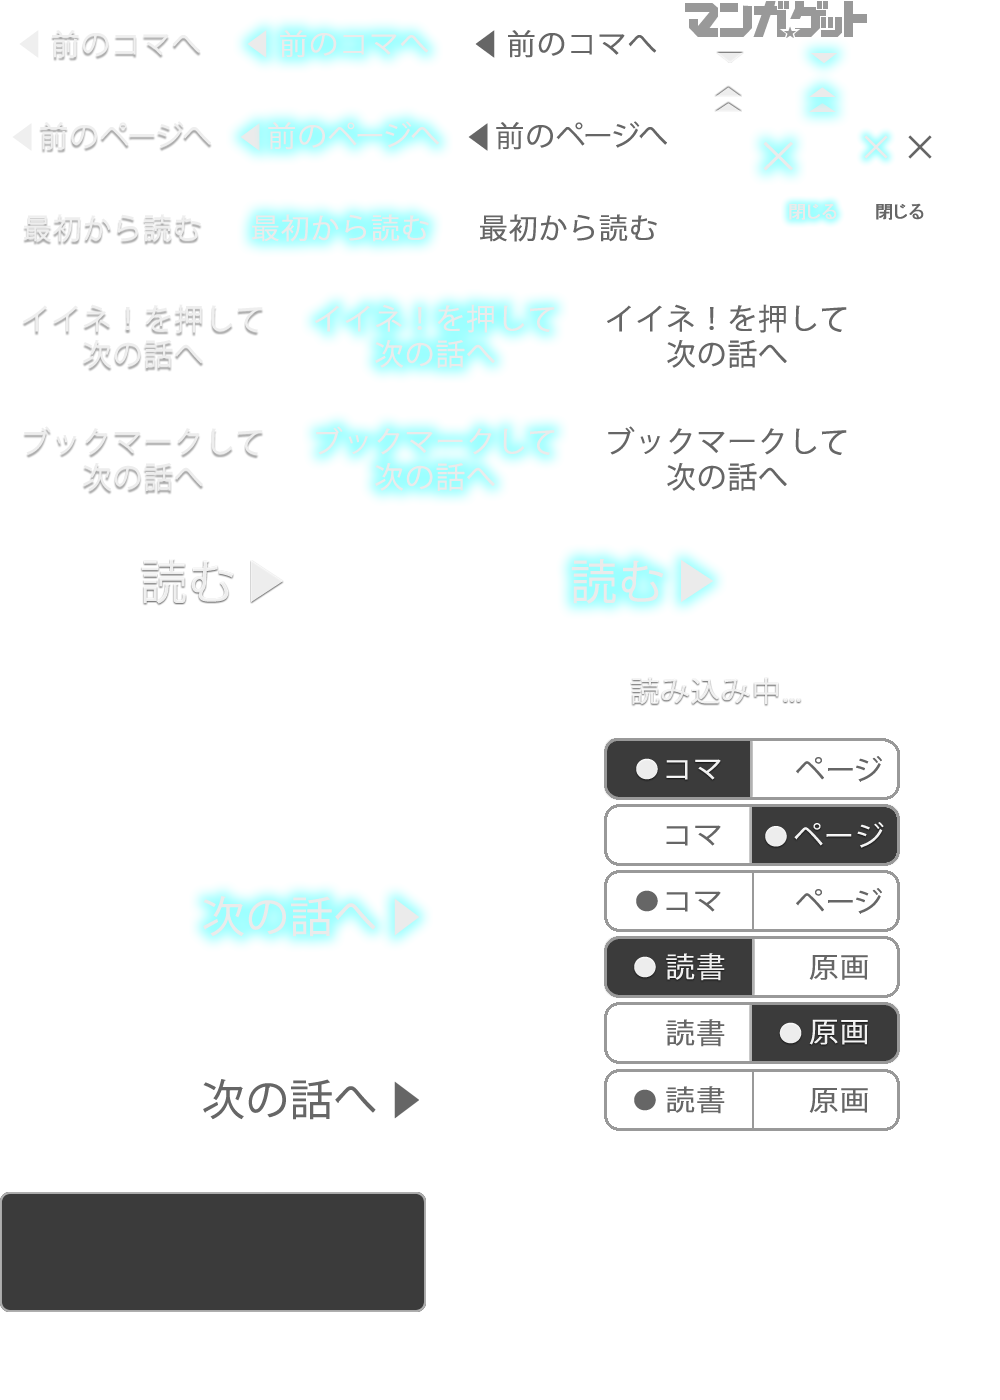 マンガ☆ゲット
◀ 前のコマへ ◀ 前のコマへ ◀ 前のコマへ
◀ 前のページへ ◀ 前のページへ ◀ 前のページへ
閉じる 閉じる
最初から読む 最初から読む 最初から読む
イイネ！を押して イイネ！を押して イイネ！を押して
次の話へ 次の話へ 次の話へ
ブックマークして ブックマークして ブックマークして
次の話へ 次の話へ 次の話へ
読む ▶ 読む ▶
読み込み中...
●コマ ページ
コマ ●ページ
●コマ ページ
● 読書 原画
読書 ● 原画
● 読書 原画
次の話へ ▶
次の話へ ▶